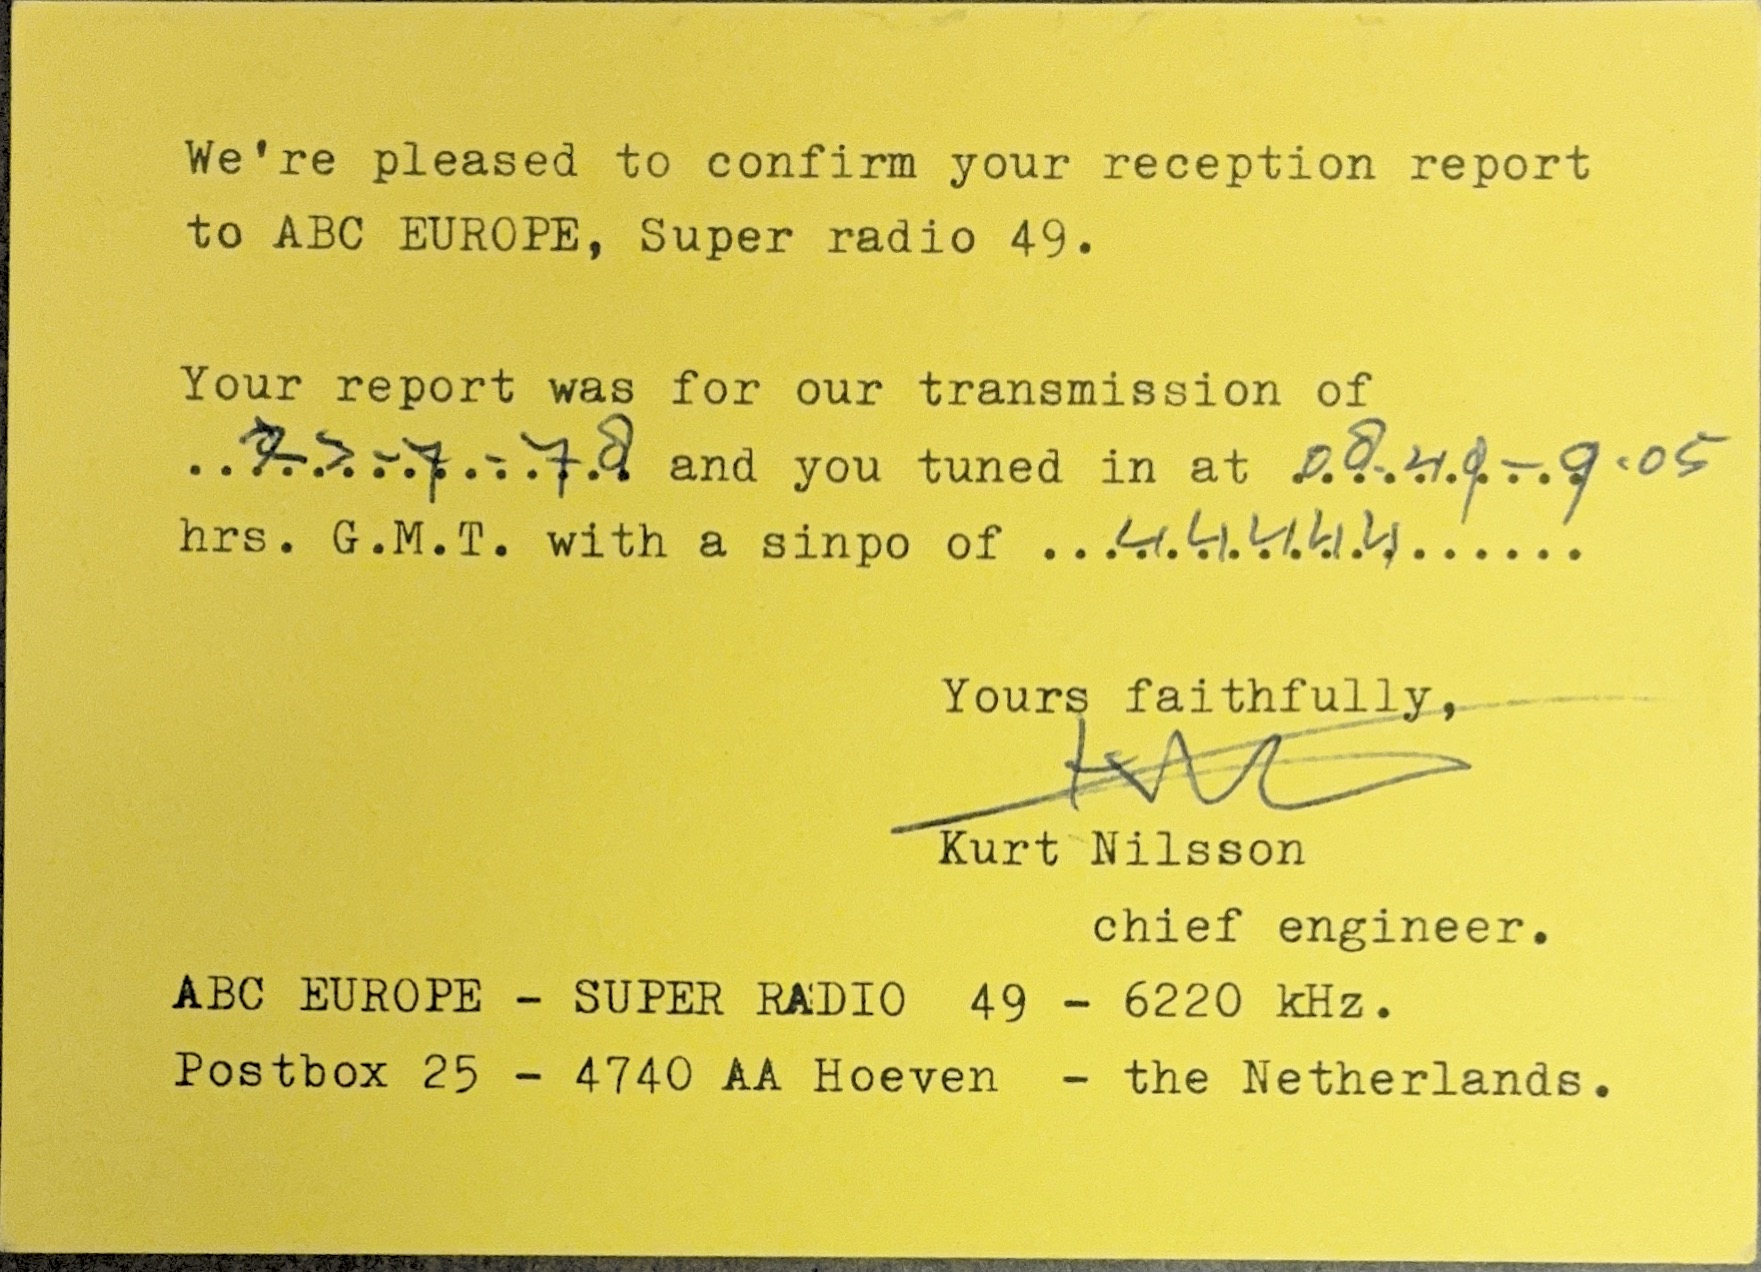 We're pleased to confirm your reception report
to ABC EUROPE, Super radio 49.
Your report was for our transmission of
-7-78 and you tuned in at 08.49-9.05
hrs. G.M.T. with a sinpo of ...44444......
Yours faithfully,
Kurt Nilsson
chief engineer.
ABC EUROPE - SUPER RADIO 49 - 6220 kHz.
Postbox 25 - 4740 AA Hoeven - the Netherlands.